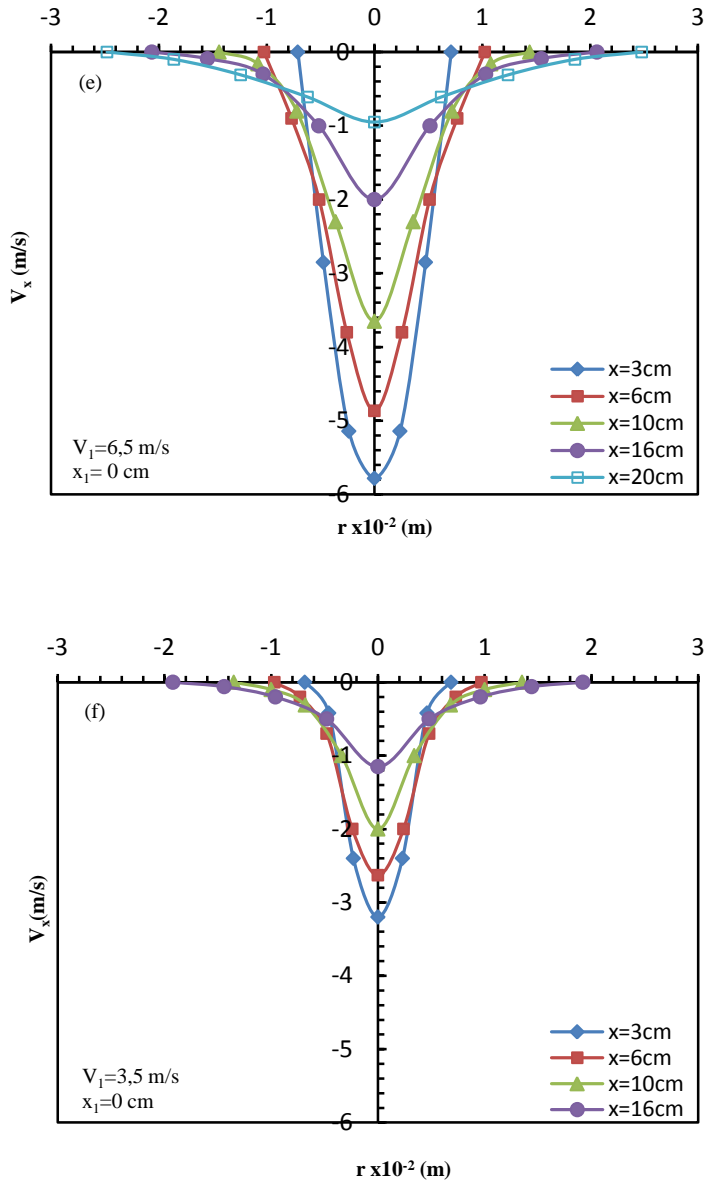 -3 -2 -1 0 1 2 3
0
(e)
-1
-2
-3
-4
-5
-6
V_x (m/s)
x=3cm
x=6cm
x=10cm
x=16cm
x=20cm
V₁=6,5 m/s
x₁= 0 cm
r x10⁻² (m)
-3 -2 -1 0 1 2 3
0
(f)
-1
-2
-3
-4
-5
-6
V_x(m/s)
x=3cm
x=6cm
x=10cm
x=16cm
V₁=3,5 m/s
x₁=0 cm
r x10⁻² (m)